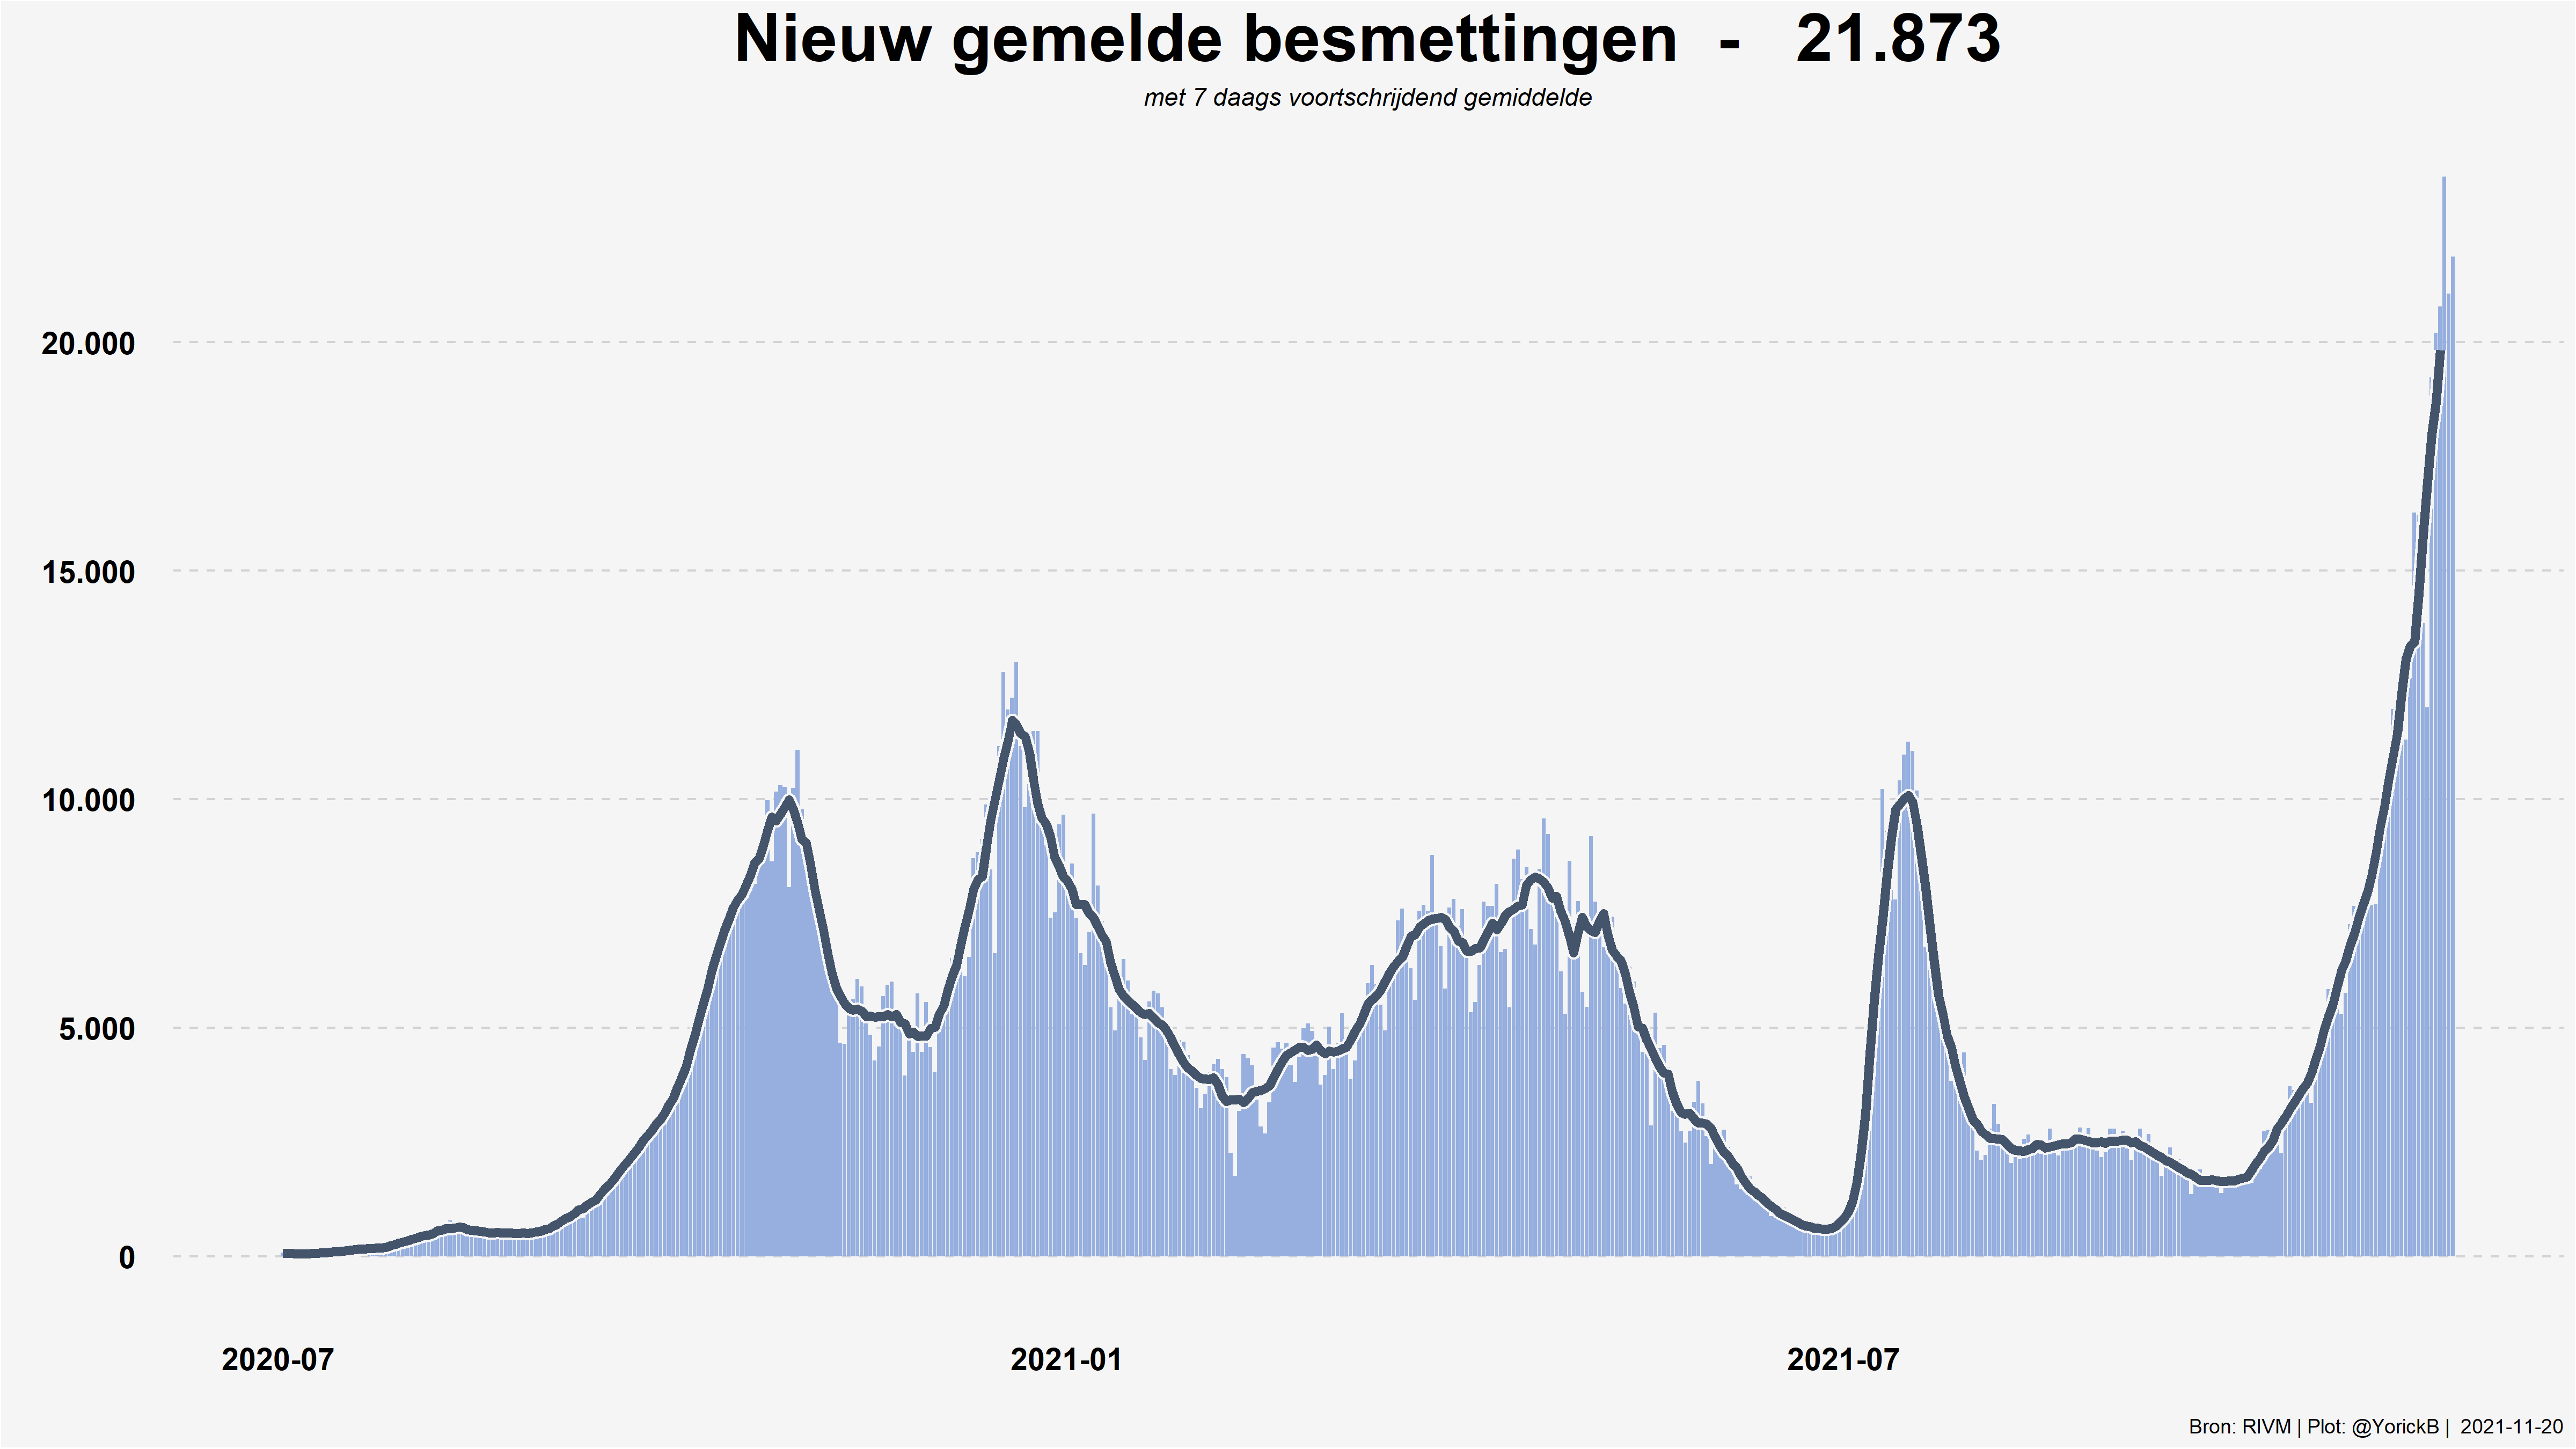 Nieuw gemelde besmettingen - 21.873
met 7 daags voortschrijdend gemiddelde
20.000
15.000
10.000
5.000
0
2020-07 2021-01 2021-07
Bron: RIVM | Plot: @YorickB | 2021-11-20